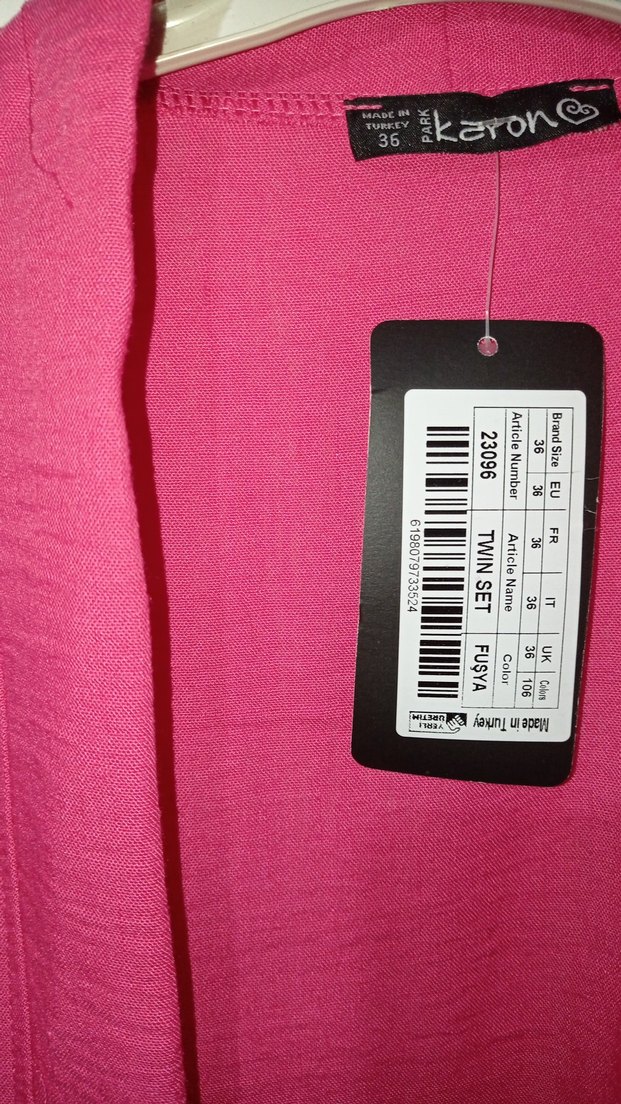 MADE IN
TURKEY
36
PARK
karon
Brand Size EU FR IT UK Colors
36 36 36 36 36 106
Article Number Article Name Color
23096 TWIN SET FUŞYA
6198079733524
Made in Turkey
YERLİ
ÜRETİM